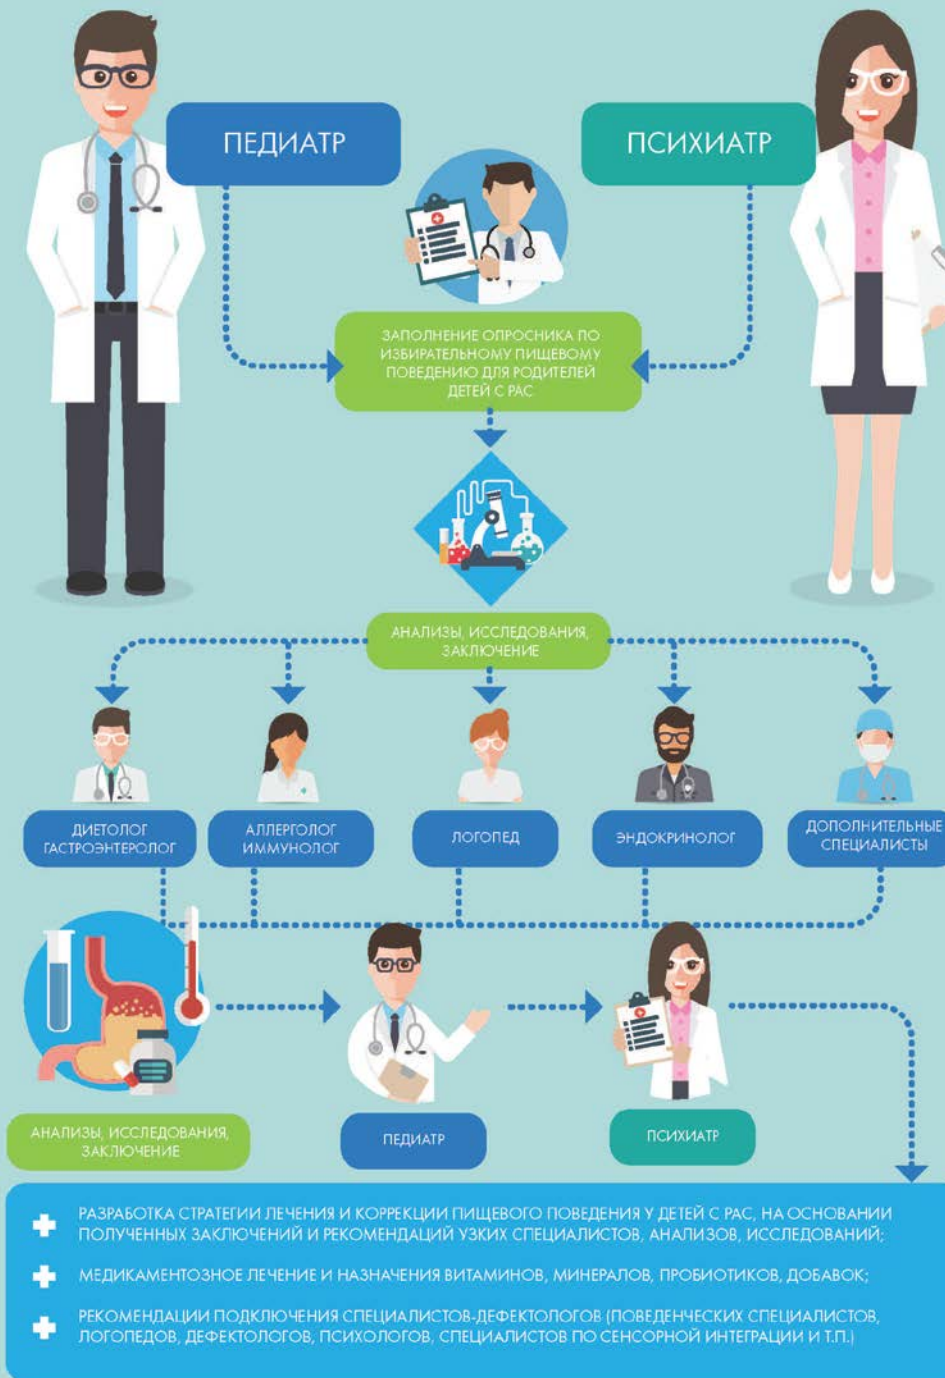 ПЕДИАТР
ПСИХИАТР
ЗАПОЛНЕНИЕ ОПРОСНИКА ПО
ИЗБИРАТЕЛЬНОМУ ПИЩЕВОМУ
ПОВЕДЕНИЮ ДЛЯ РОДИТЕЛЕЙ
ДЕТЕЙ С РАС
АНАЛИЗЫ, ИССЛЕДОВАНИЯ,
ЗАКЛЮЧЕНИЕ
ДИЕТОЛОГ
ГАСТРОЭНТЕРОЛОГ
АЛЛЕРГОЛОГ
ИММУНОЛОГ
ЛОГОПЕД
ЭНДОКРИНОЛОГ
ДОПОЛНИТЕЛЬНЫЕ
СПЕЦИАЛИСТЫ
АНАЛИЗЫ, ИССЛЕДОВАНИЯ,
ЗАКЛЮЧЕНИЕ
ПЕДИАТР
ПСИХИАТР
РАЗРАБОТКА СТРАТЕГИИ ЛЕЧЕНИЯ И КОРРЕКЦИИ ПИЩЕВОГО ПОВЕДЕНИЯ У ДЕТЕЙ С РАС, НА ОСНОВАНИИ
ПОЛУЧЕННЫХ ЗАКЛЮЧЕНИЙ И РЕКОМЕНДАЦИЙ УЗКИХ СПЕЦИАЛИСТОВ, АНАЛИЗОВ, ИССЛЕДОВАНИЙ;
МЕДИКАМЕНТОЗНОЕ ЛЕЧЕНИЕ И НАЗНАЧЕНИЯ ВИТАМИНОВ, МИНЕРАЛОВ, ПРОБИОТИКОВ, ДОБАВОК;
РЕКОМЕНДАЦИИ ПОДКЛЮЧЕНИЯ СПЕЦИАЛИСТОВ-ДЕФЕКТОЛОГОВ (ПОВЕДЕНЧЕСКИХ СПЕЦИАЛИСТОВ,
ЛОГОПЕДОВ, ДЕФЕКТОЛОГОВ, ПСИХОЛОГОВ, СПЕЦИАЛИСТОВ ПО СЕНСОРНОЙ ИНТЕГРАЦИИ И Т.П.)